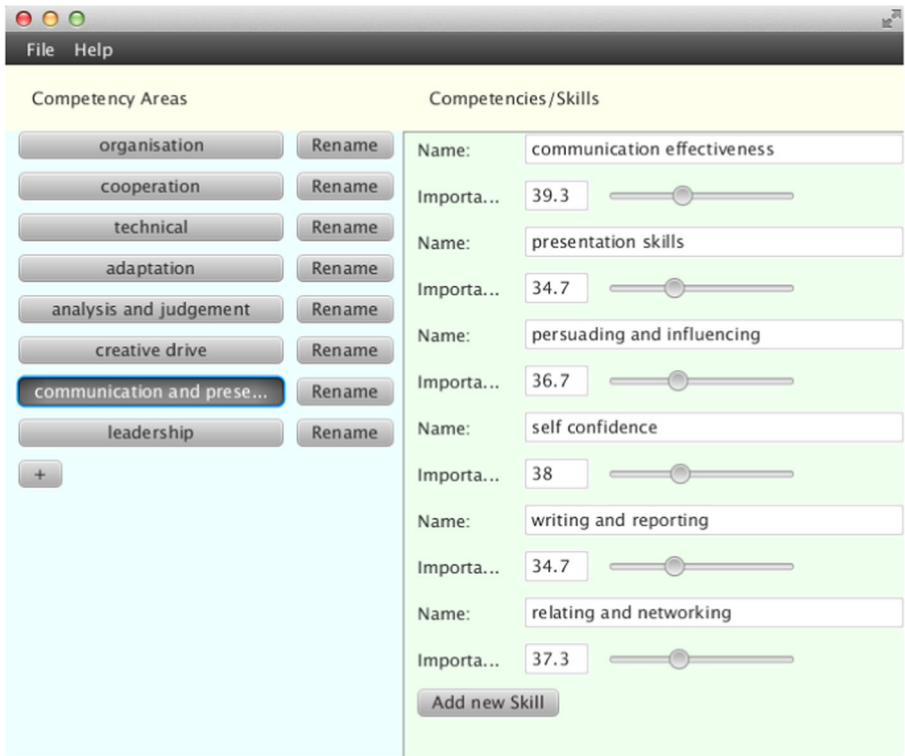 File Help
Competency Areas
Competencies/Skills
organisation Rename
cooperation Rename
technical Rename
adaptation Rename
analysis and judgement Rename
creative drive Rename
communication and prese... Rename
leadership Rename
+
Name: communication effectiveness
Importa... 39.3
Name: presentation skills
Importa... 34.7
Name: persuading and influencing
Importa... 36.7
Name: self confidence
Importa... 38
Name: writing and reporting
Importa... 34.7
Name: relating and networking
Importa... 37.3
Add new Skill